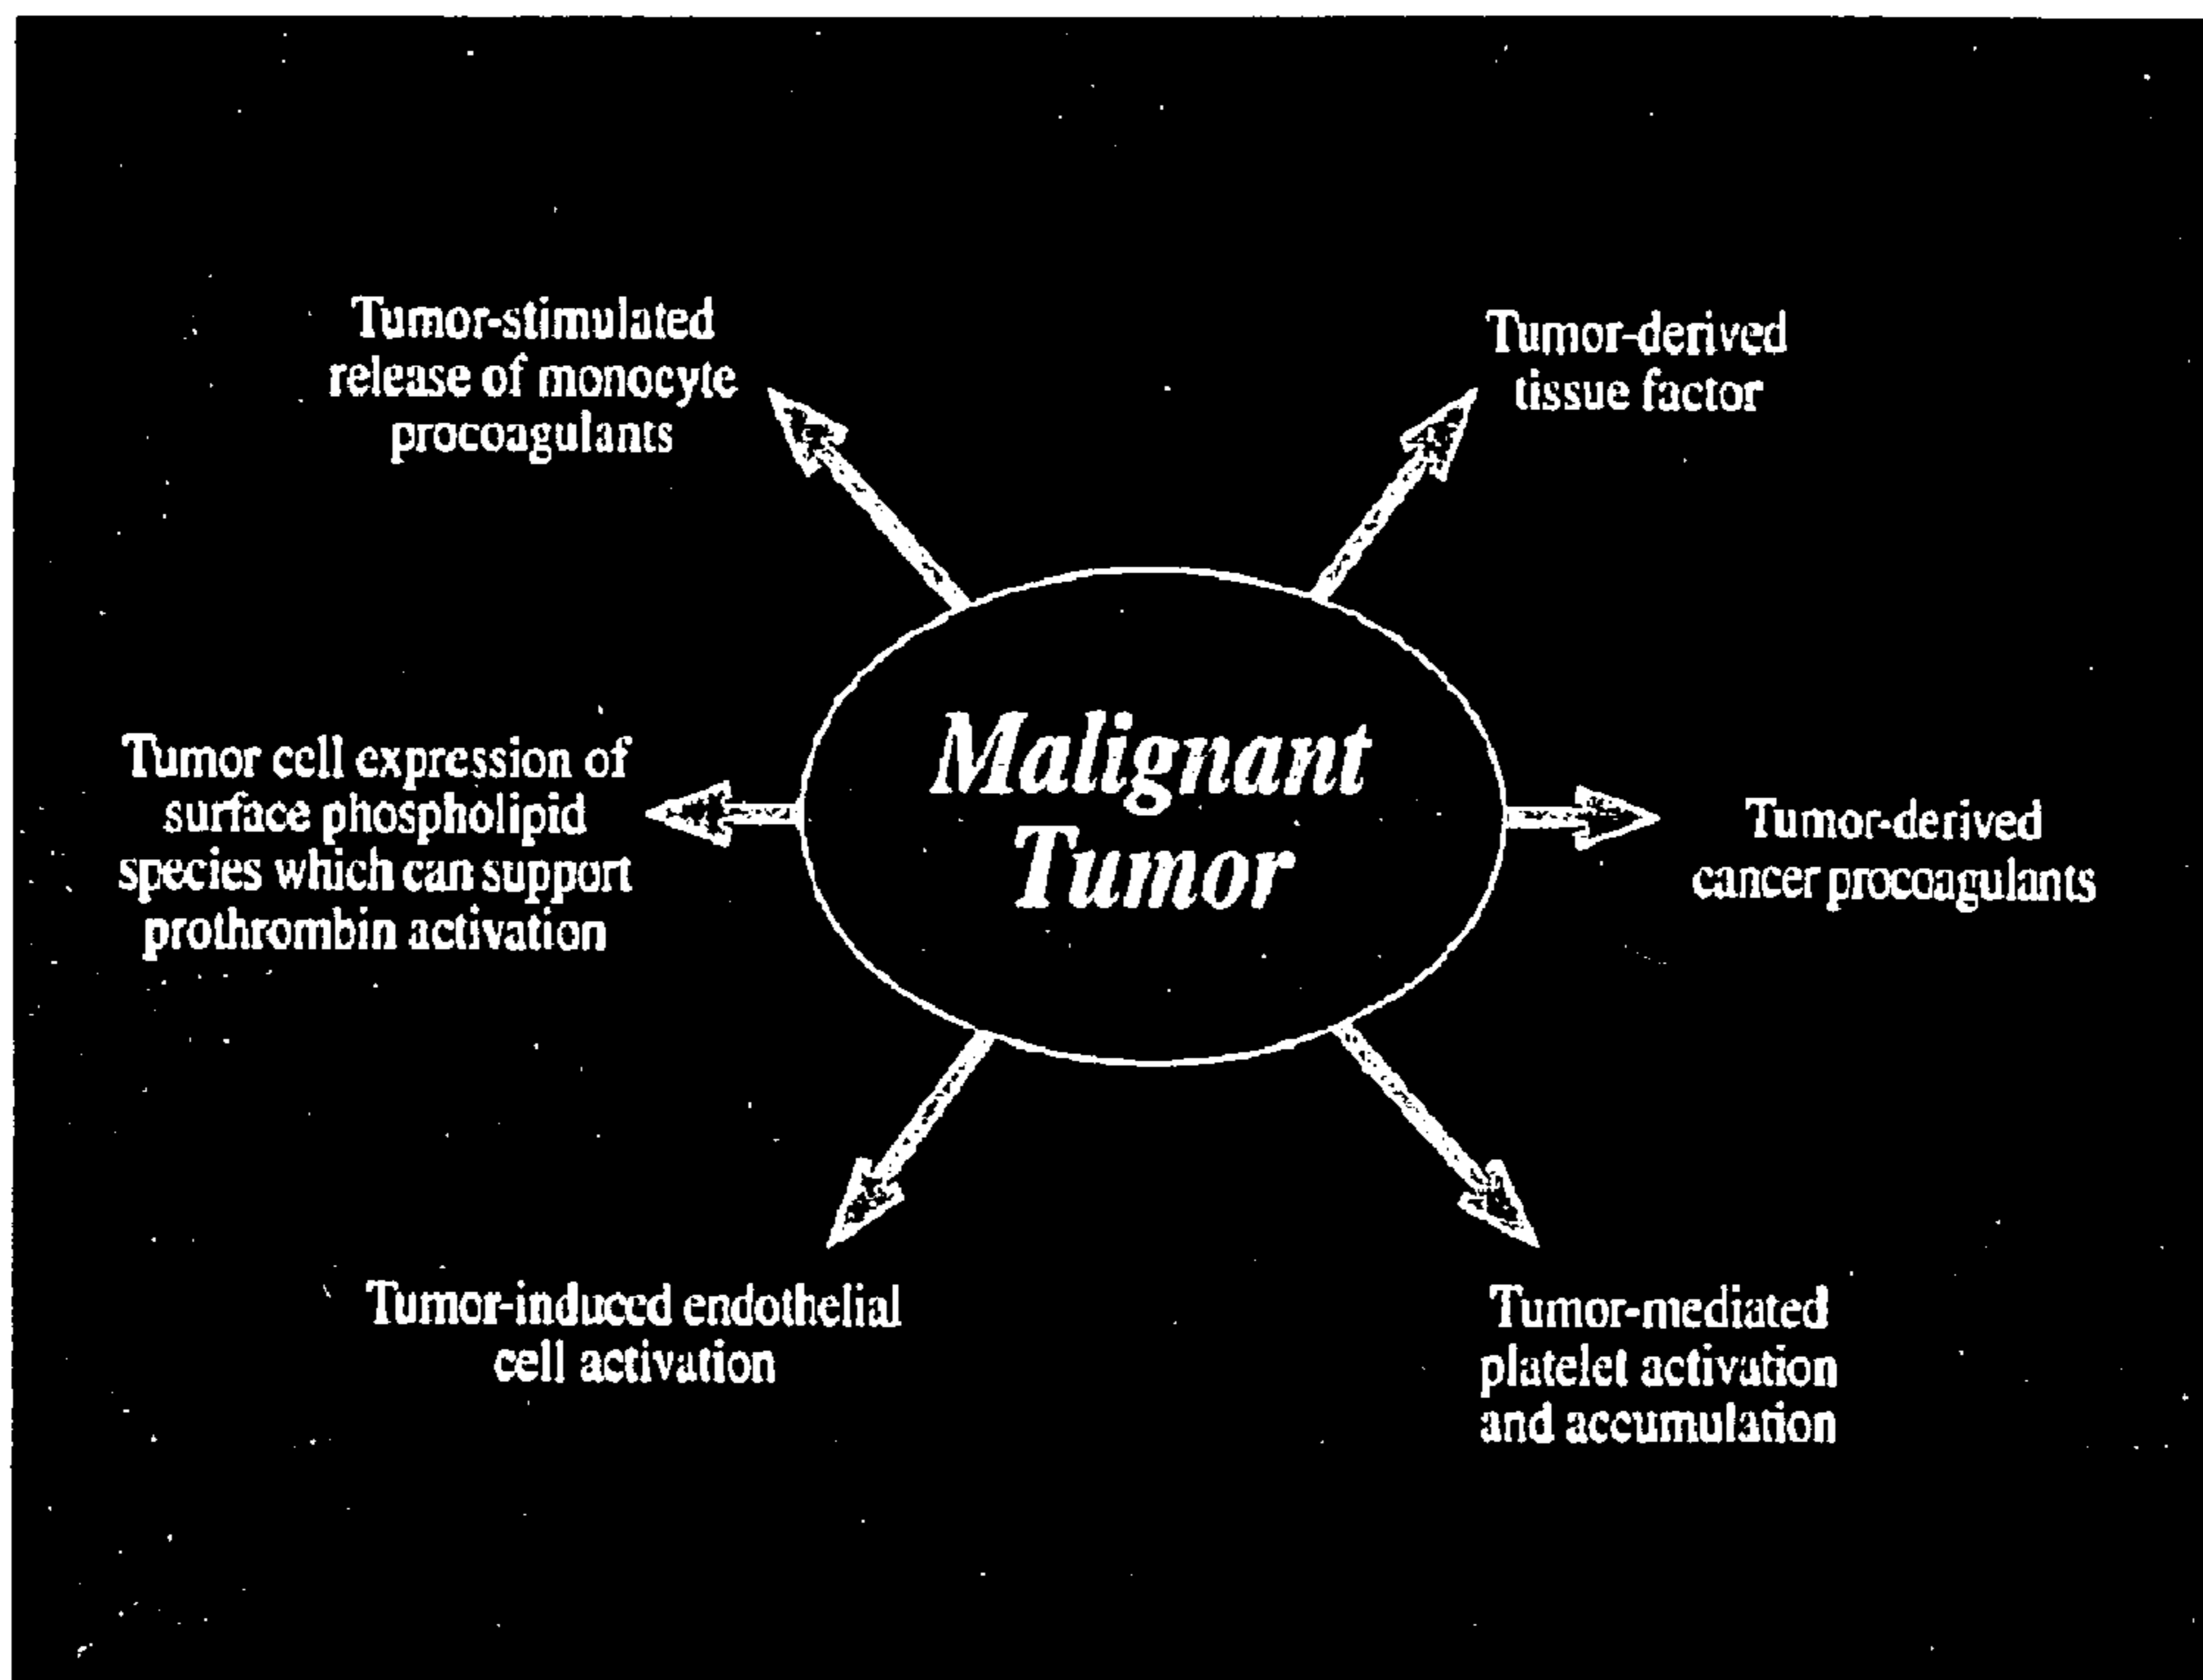 Tumor-stimulated
release of monocyte
procoagulants
Tumor-derived
tissue factor
Malignant
Tumor
Tumor cell expression of
surface phospholipid
species which can support
prothrombin activation
Tumor-derived
cancer procoagulants
Tumor-induced endothelial
cell activation
Tumor-mediated
platelet activation
and accumulation